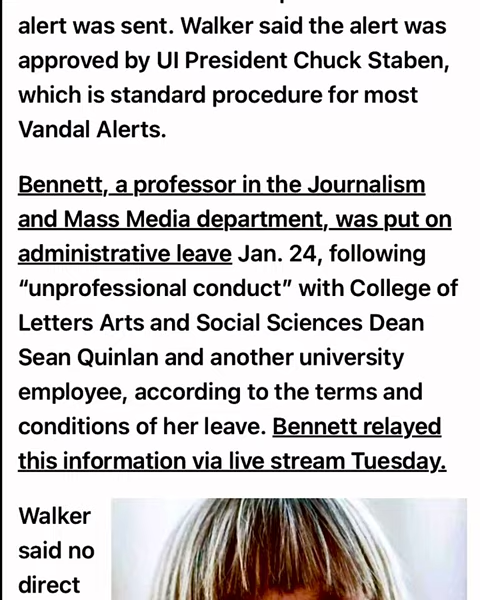 alert was sent. Walker said the alert was
approved by UI President Chuck Staben,
which is standard procedure for most
Vandal Alerts.
Bennett, a professor in the Journalism
and Mass Media department, was put on
administrative leave Jan. 24, following
“unprofessional conduct” with College of
Letters Arts and Social Sciences Dean
Sean Quinlan and another university
employee, according to the terms and
conditions of her leave. Bennett relayed
this information via live stream Tuesday.
Walker
said no
direct